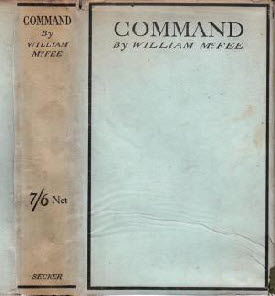 COMMAND
By
WILLIAM
McFEE
7/6 Net
SECKER
COMMAND
By WILLIAM McFEE